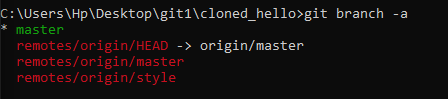 C:\Users\Hp\Desktop\git1\cloned_hello>git branch -a
* master
remotes/origin/HEAD -> origin/master
remotes/origin/master
remotes/origin/style